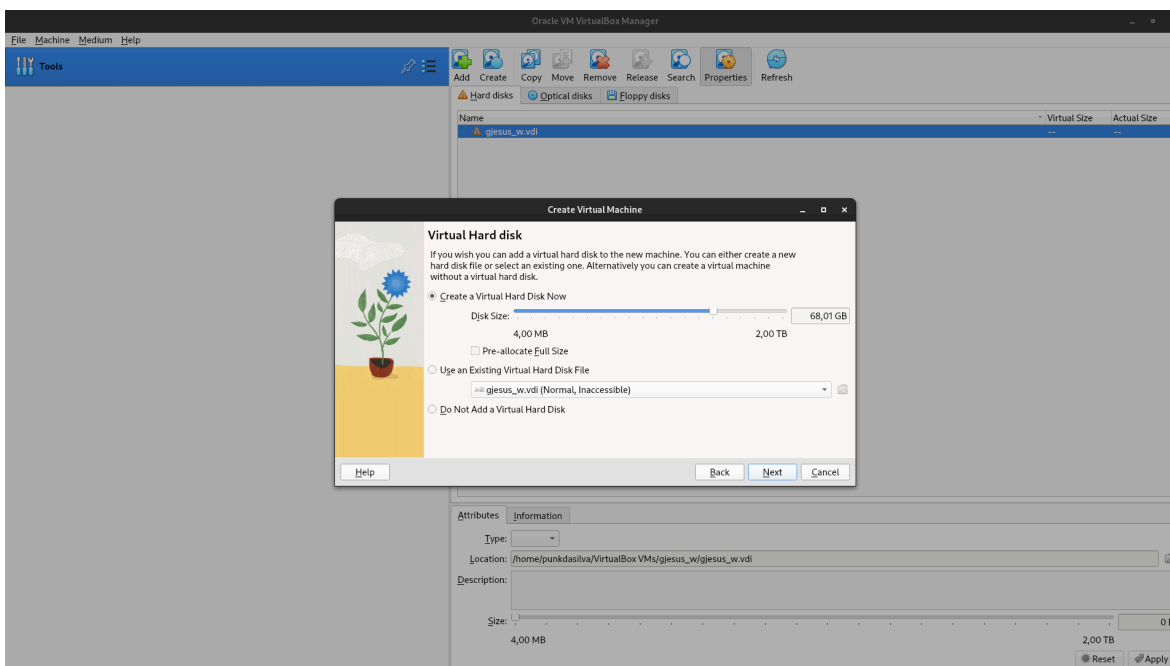 Oracle VM VirtualBox Manager
File Machine Medium Help
Tools
Add Create Copy Move Remove Release Search Properties Refresh
Hard disks Optical disks Floppy disks
Name Virtual Size Actual Size
gjesus_w.vdi -- --
Create Virtual Machine
Virtual Hard disk
If you wish you can add a virtual hard disk to the new machine. You can either create a new
hard disk file or select an existing one. Alternatively you can create a virtual machine
without a virtual hard disk.
Create a Virtual Hard Disk Now
Disk Size: 68,01 GB
4,00 MB 2,00 TB
Pre-allocate Full Size
Use an Existing Virtual Hard Disk File
gjesus_w.vdi (Normal, Inaccessible)
Do Not Add a Virtual Hard Disk
Help Back Next Cancel
Attributes Information
Type:
Location: /home/punkdasilva/VirtualBox VMs/gjesus_w/gjesus_w.vdi
Description:
Size: 0
4,00 MB 2,00 TB
Reset Apply